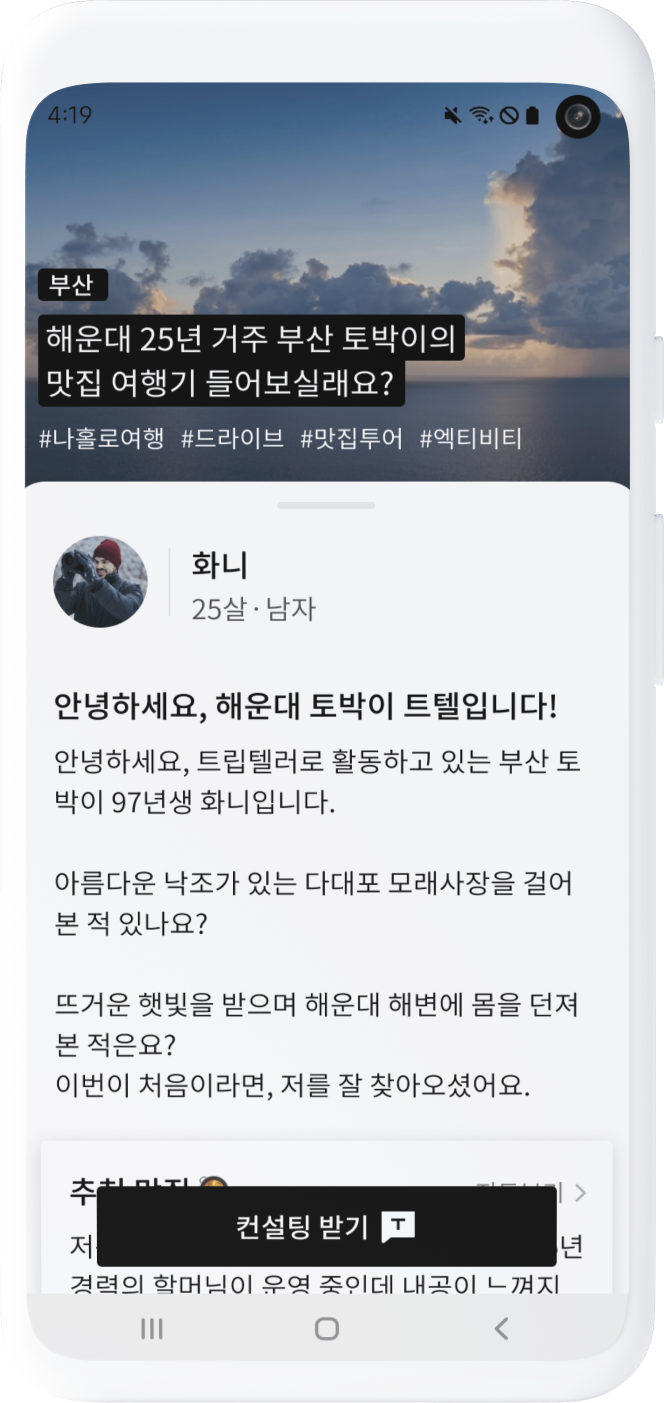 4:19
부산
해운대 25년 거주 부산 토박이의
맛집 여행기 들어보실래요?
#나홀로여행 #드라이브 #맛집투어 #엑티비티
화니
25살·남자
안녕하세요, 해운대 토박이 트텔입니다!
안녕하세요, 트립텔러로 활동하고 있는 부산 토
박이 97년생 화니입니다.
아름다운 낙조가 있는 다대포 모래사장을 걸어
본 적 있나요?
뜨거운 햇빛을 받으며 해운대 해변에 몸을 던져
본 적은요?
이번이 처음이라면, 저를 잘 찾아오셨어요.
추천 맛집
컨설팅 받기 T
년
경력의 할머님이 운영 중인데 내공이 느껴지